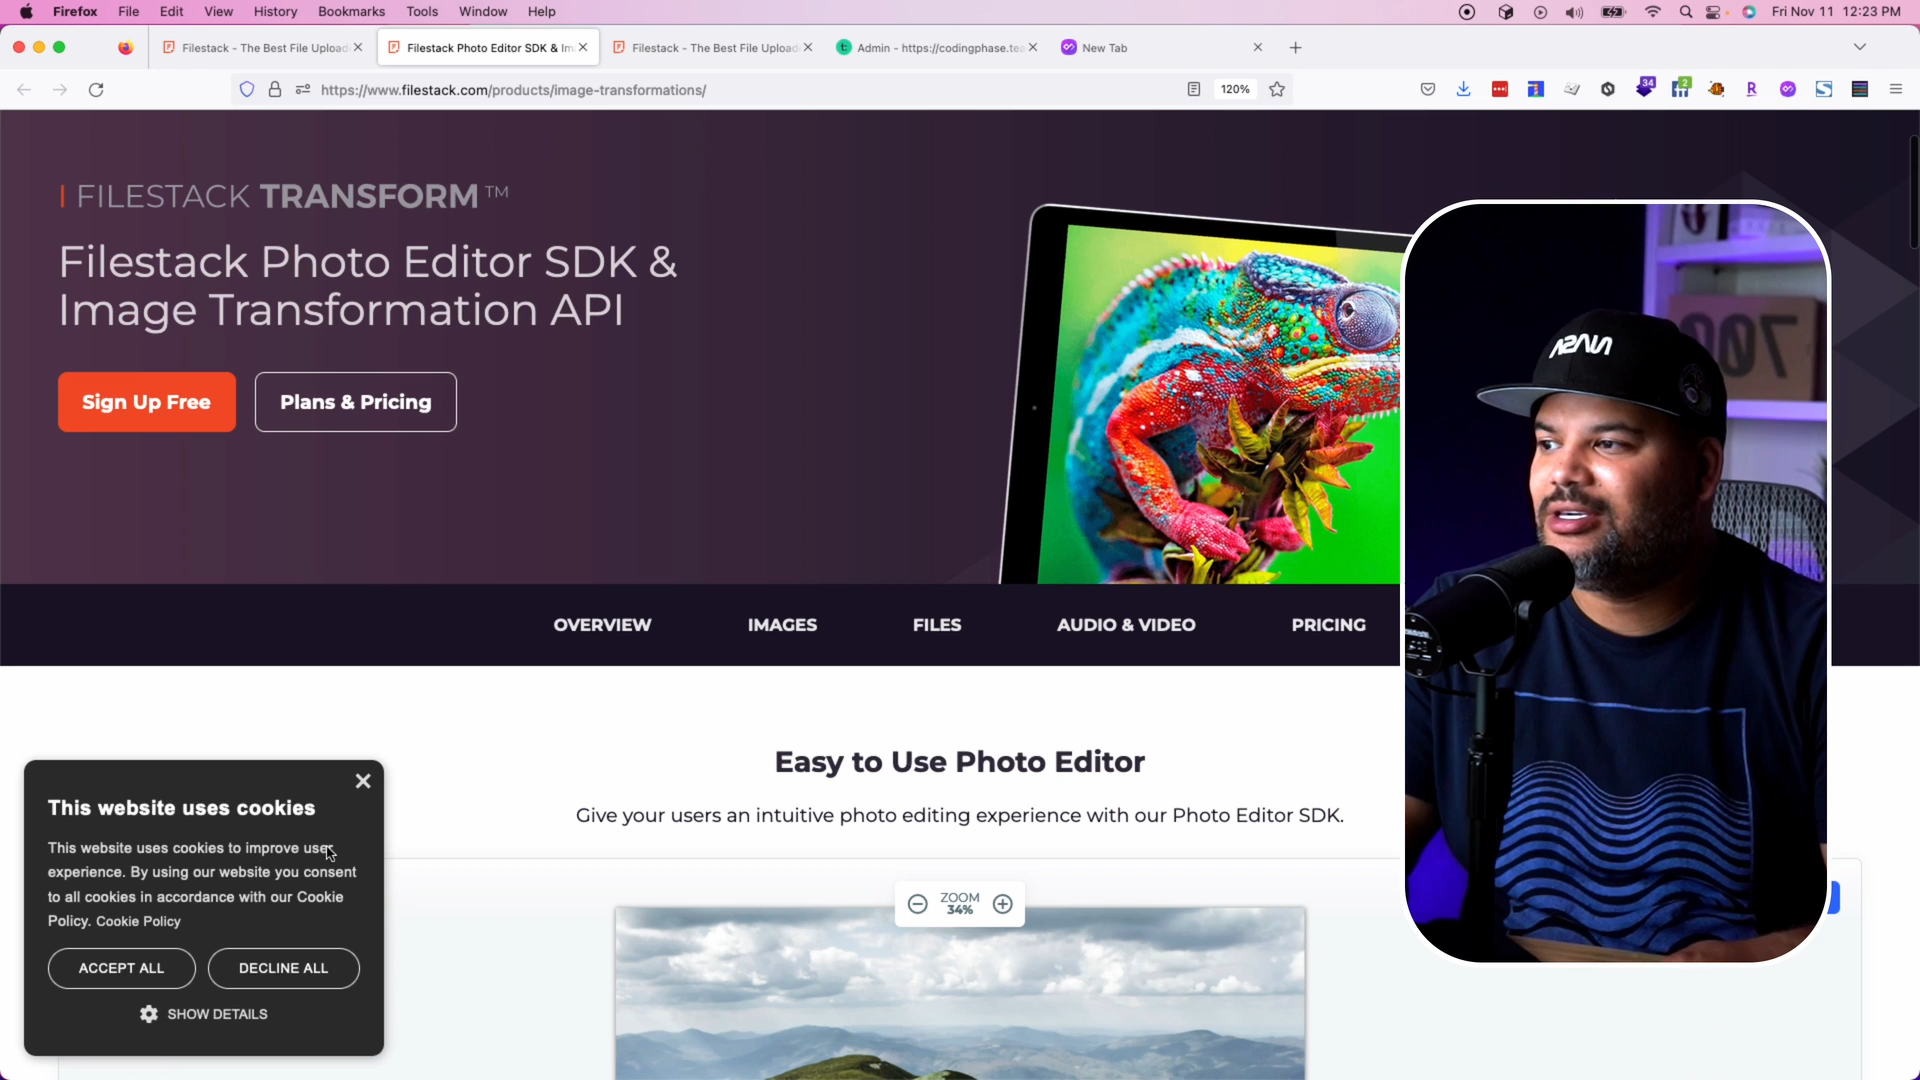 Firefox File Edit View History Bookmarks Tools Window Help Fri Nov 11 12:23 PM
Filestack - The Best File Upload Filestack Photo Editor SDK & Im Filestack - The Best File Upload Admin - https://codingphase.tea New Tab
https://www.filestack.com/products/image-transformations/ 120% 34 2
FILESTACK TRANSFORM™
Filestack Photo Editor SDK &
Image Transformation API
Sign Up Free Plans & Pricing
OVERVIEW IMAGES FILES AUDIO & VIDEO PRICING
Easy to Use Photo Editor
Give your users an intuitive photo editing experience with our Photo Editor SDK.
ZOOM
34%
This website uses cookies
This website uses cookies to improve user
experience. By using our website you consent
to all cookies in accordance with our Cookie
Policy. Cookie Policy
ACCEPT ALL DECLINE ALL
SHOW DETAILS
NASA
700